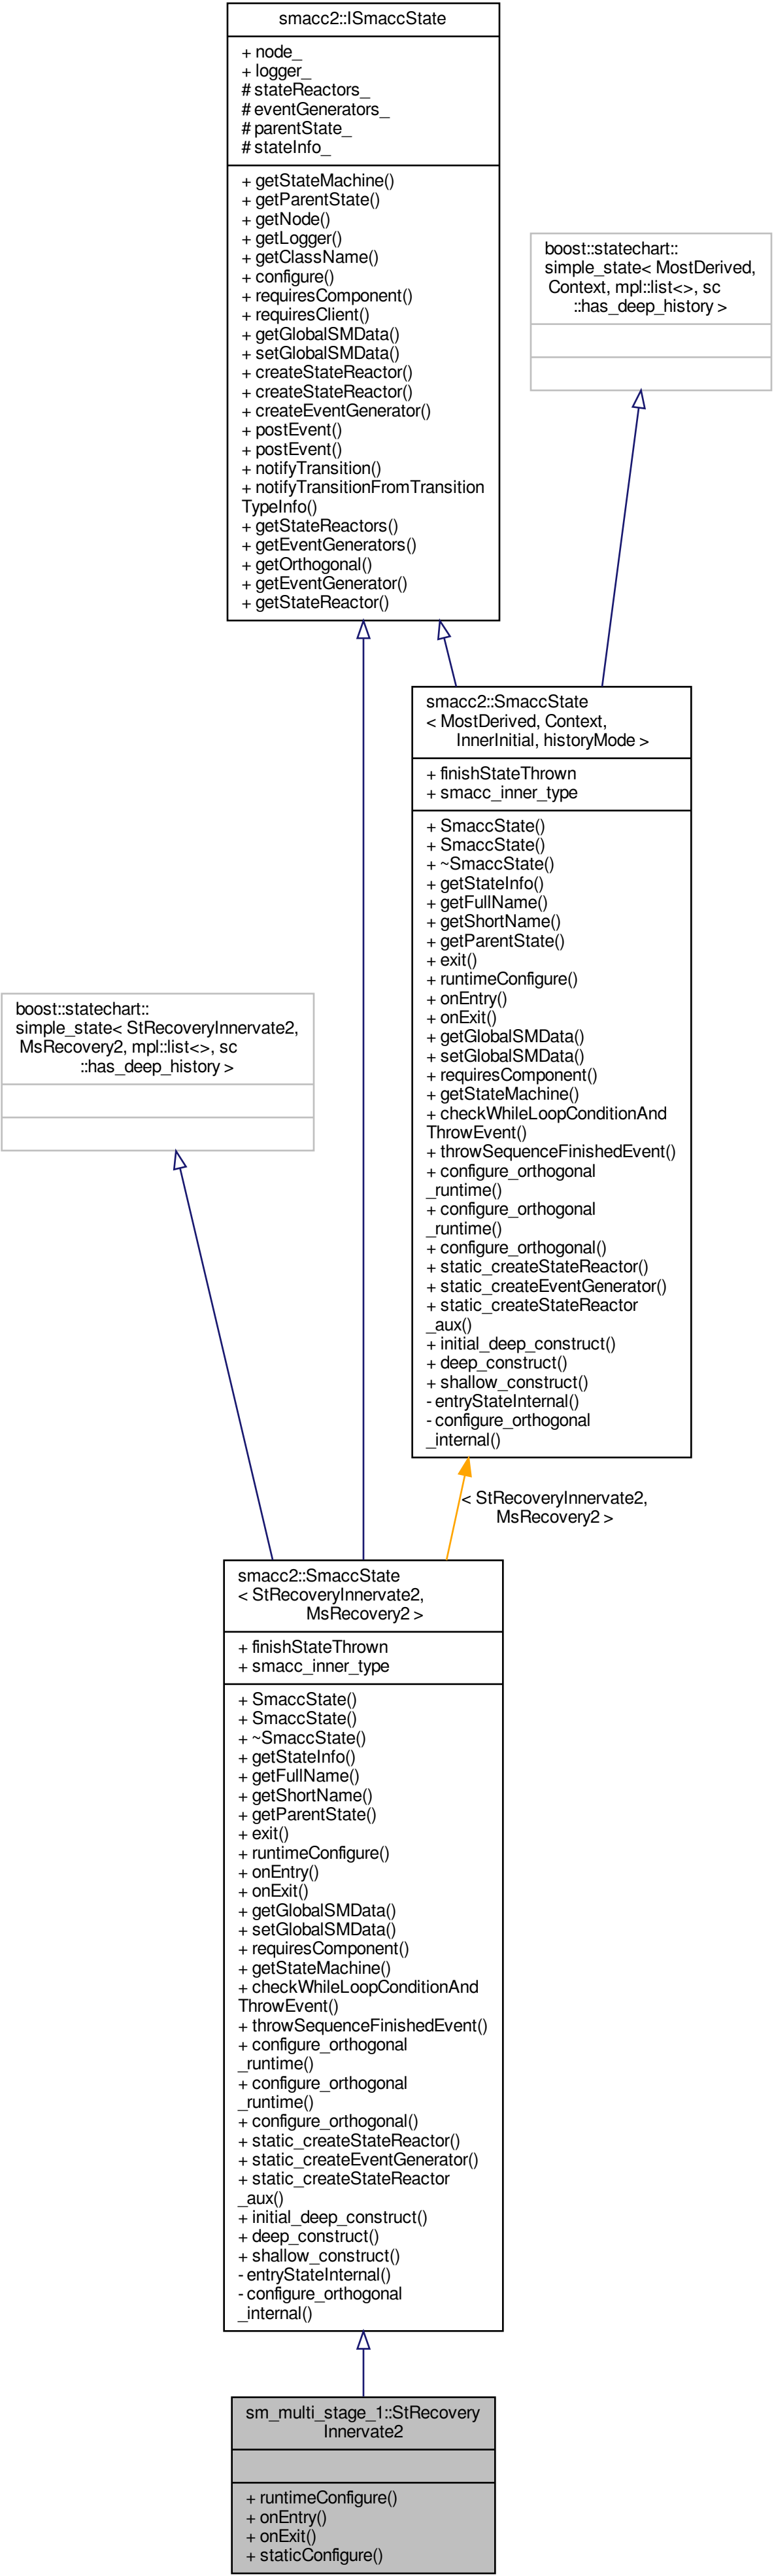 smacc2::ISmaccState
+ node_
+ logger_
# stateReactors_
# eventGenerators_
# parentState_
# stateInfo_
+ getStateMachine()
+ getParentState()
+ getNode()
+ getLogger()
+ getClassName()
+ configure()
+ requiresComponent()
+ requiresClient()
+ getGlobalSMData()
+ setGlobalSMData()
+ createStateReactor()
+ createStateReactor()
+ createEventGenerator()
+ postEvent()
+ postEvent()
+ notifyTransition()
+ notifyTransitionFromTransition
TypeInfo()
+ getStateReactors()
+ getEventGenerators()
+ getOrthogonal()
+ getEventGenerator()
+ getStateReactor()
boost::statechart::
simple_state< MostDerived,
Context, mpl::list<>, sc
::has_deep_history >
smacc2::SmaccState
< MostDerived, Context,
InnerInitial, historyMode >
+ finishStateThrown
+ smacc_inner_type
+ SmaccState()
+ SmaccState()
+ ~SmaccState()
+ getStateInfo()
+ getFullName()
+ getShortName()
+ getParentState()
+ exit()
+ runtimeConfigure()
+ onEntry()
+ onExit()
+ getGlobalSMData()
+ setGlobalSMData()
+ requiresComponent()
+ getStateMachine()
+ checkWhileLoopConditionAnd
ThrowEvent()
+ throwSequenceFinishedEvent()
+ configure_orthogonal
_runtime()
+ configure_orthogonal
_runtime()
+ configure_orthogonal()
+ static_createStateReactor()
+ static_createEventGenerator()
+ static_createStateReactor
_aux()
+ initial_deep_construct()
+ deep_construct()
+ shallow_construct()
- entryStateInternal()
- configure_orthogonal
_internal()
boost::statechart::
simple_state< StRecoveryInnervate2,
MsRecovery2, mpl::list<>, sc
::has_deep_history >
< StRecoveryInnervate2,
MsRecovery2 >
smacc2::SmaccState
< StRecoveryInnervate2,
MsRecovery2 >
+ finishStateThrown
+ smacc_inner_type
+ SmaccState()
+ SmaccState()
+ ~SmaccState()
+ getStateInfo()
+ getFullName()
+ getShortName()
+ getParentState()
+ exit()
+ runtimeConfigure()
+ onEntry()
+ onExit()
+ getGlobalSMData()
+ setGlobalSMData()
+ requiresComponent()
+ getStateMachine()
+ checkWhileLoopConditionAnd
ThrowEvent()
+ throwSequenceFinishedEvent()
+ configure_orthogonal
_runtime()
+ configure_orthogonal
_runtime()
+ configure_orthogonal()
+ static_createStateReactor()
+ static_createEventGenerator()
+ static_createStateReactor
_aux()
+ initial_deep_construct()
+ deep_construct()
+ shallow_construct()
- entryStateInternal()
- configure_orthogonal
_internal()
sm_multi_stage_1::StRecovery
Innervate2
+ runtimeConfigure()
+ onEntry()
+ onExit()
+ staticConfigure()